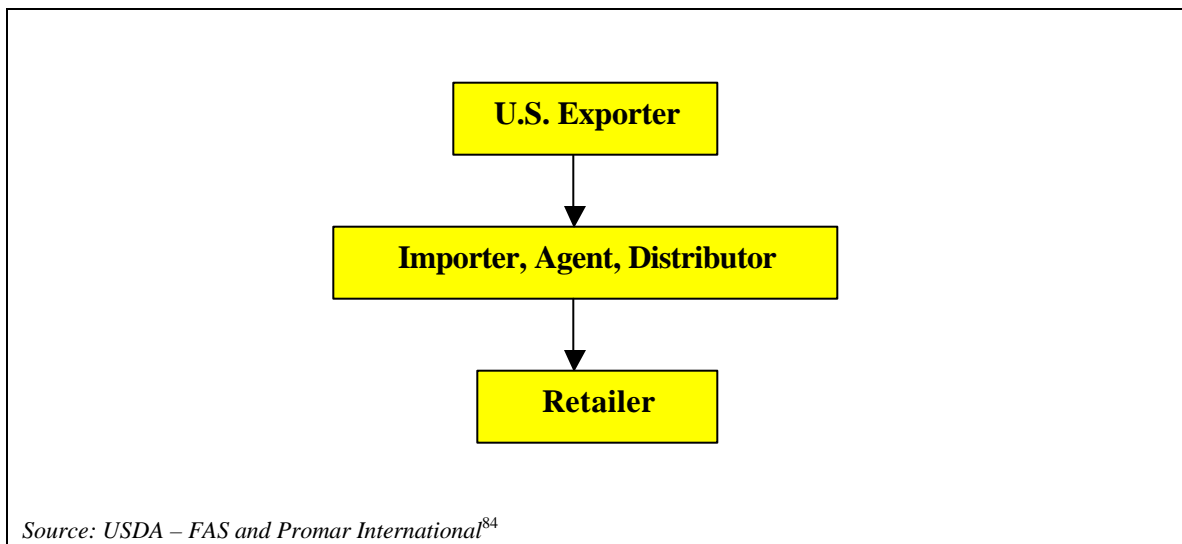 U.S. Exporter
Importer, Agent, Distributor
Retailer
Source: USDA – FAS and Promar International84